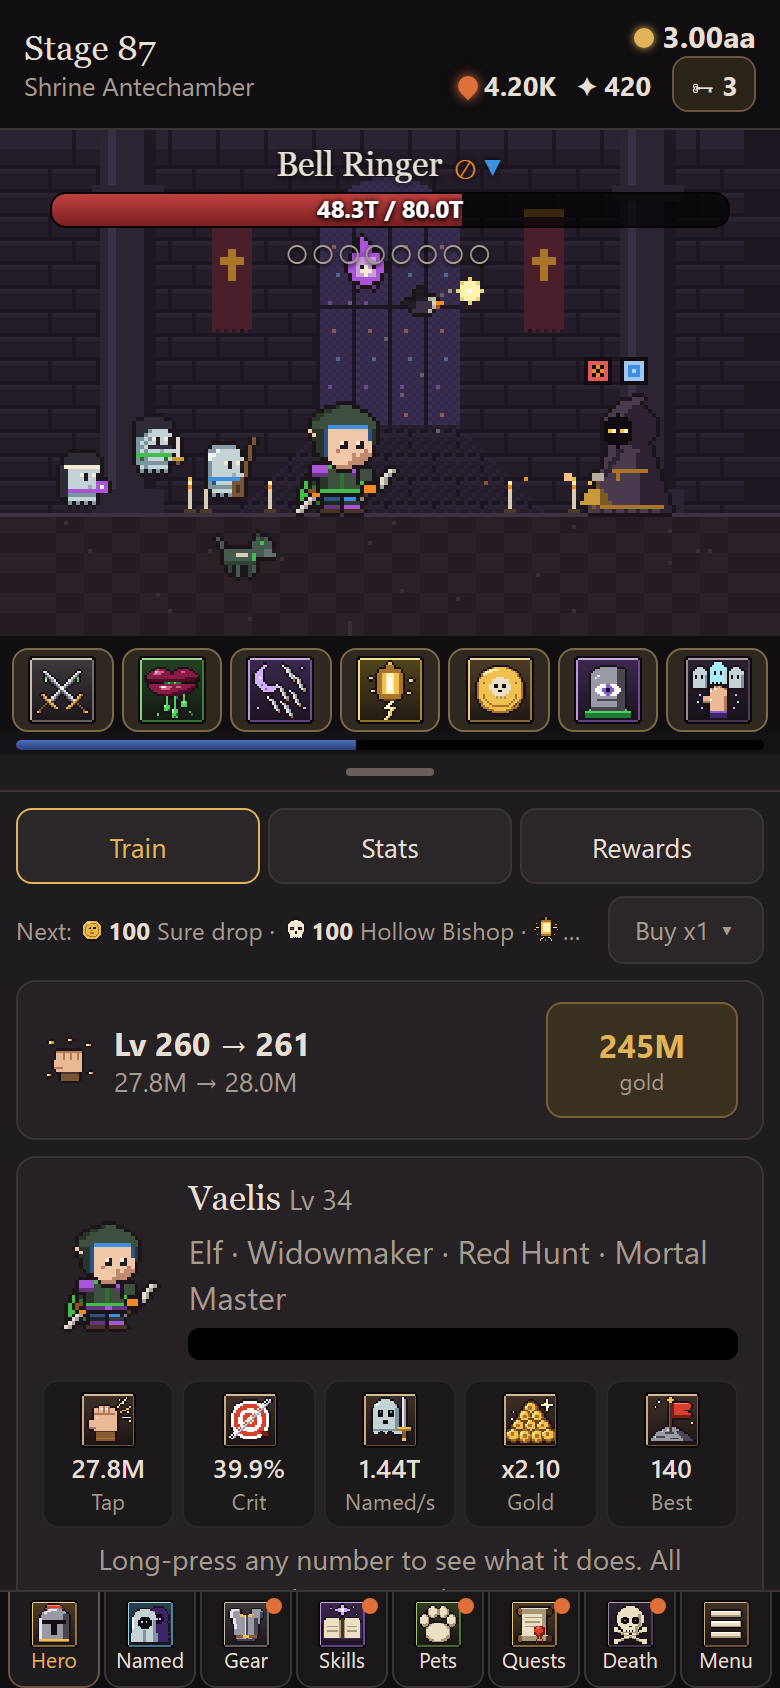 Stage 87
3.00aa
Shrine Antechamber
4.20K
420
3
Bell Ringer
48.3T / 80.0T
Train
Stats
Rewards
Next: 100 Sure drop · 100 Hollow Bishop · ...
Buy x1
Lv 260 → 261
27.8M → 28.0M
245M
gold
Vaelis Lv 34
Elf · Widowmaker · Red Hunt · Mortal
Master
27.8M
Tap
39.9%
Crit
1.44T
Named/s
x2.10
Gold
140
Best
Long-press any number to see what it does. All
Hero
Named
Gear
Skills
Pets
Quests
Death
Menu